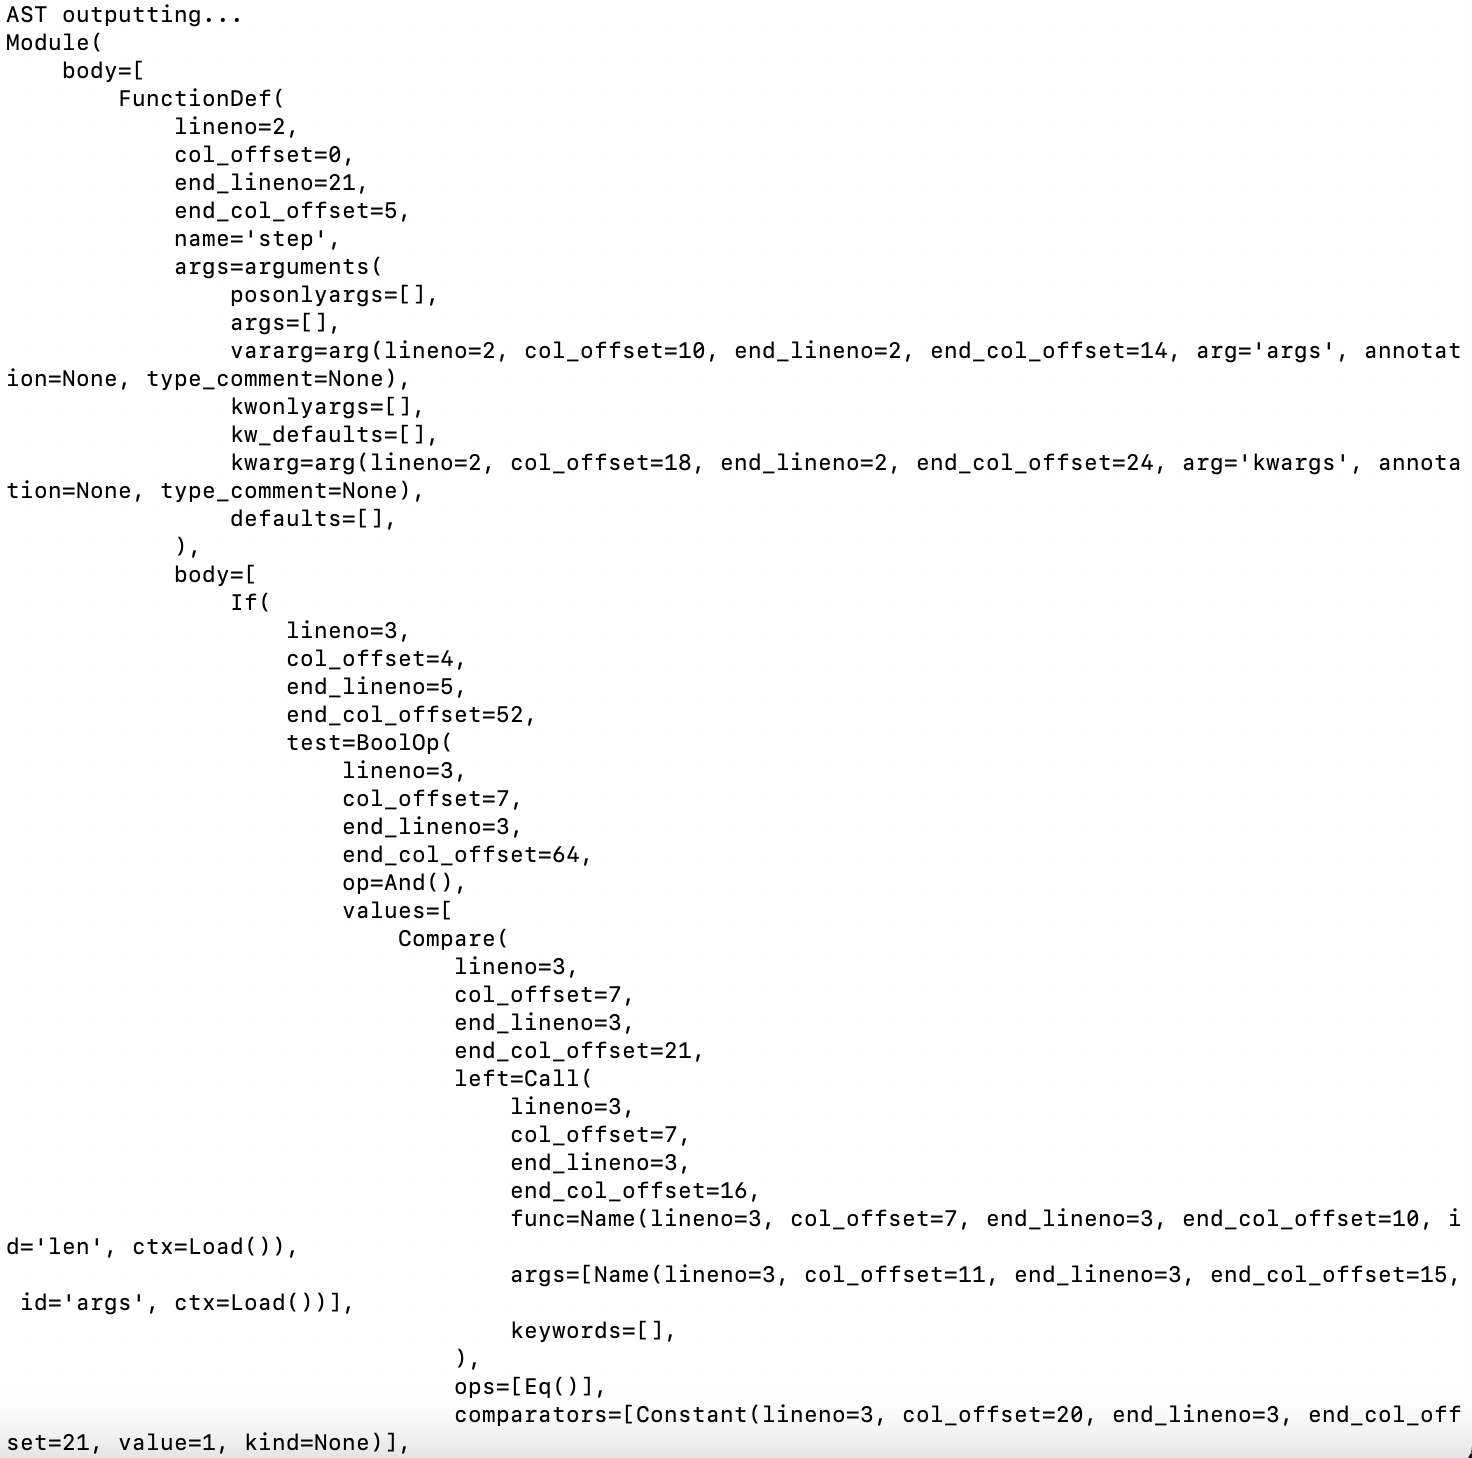 AST outputting...
Module(
    body=[
        FunctionDef(
            lineno=2,
            col_offset=0,
            end_lineno=21,
            end_col_offset=5,
            name='step',
            args=arguments(
                posonlyargs=[],
                args=[],
                vararg=arg(lineno=2, col_offset=10, end_lineno=2, end_col_offset=14, arg='args', annotat
ion=None, type_comment=None),
                kwonlyargs=[],
                kw_defaults=[],
                kwarg=arg(lineno=2, col_offset=18, end_lineno=2, end_col_offset=24, arg='kwargs', annota
tion=None, type_comment=None),
                defaults=[],
            ),
            body=[
                If(
                    lineno=3,
                    col_offset=4,
                    end_lineno=5,
                    end_col_offset=52,
                    test=BoolOp(
                        lineno=3,
                        col_offset=7,
                        end_lineno=3,
                        end_col_offset=64,
                        op=And(),
                        values=[
                            Compare(
                                lineno=3,
                                col_offset=7,
                                end_lineno=3,
                                end_col_offset=21,
                                left=Call(
                                    lineno=3,
                                    col_offset=7,
                                    end_lineno=3,
                                    end_col_offset=16,
                                    func=Name(lineno=3, col_offset=7, end_lineno=3, end_col_offset=10, i
d='len', ctx=Load()),
                                    args=[Name(lineno=3, col_offset=11, end_lineno=3, end_col_offset=15,
 id='args', ctx=Load())],
                                    keywords=[],
                                ),
                                ops=[Eq()],
                                comparators=[Constant(lineno=3, col_offset=20, end_lineno=3, end_col_off
set=21, value=1, kind=None)],